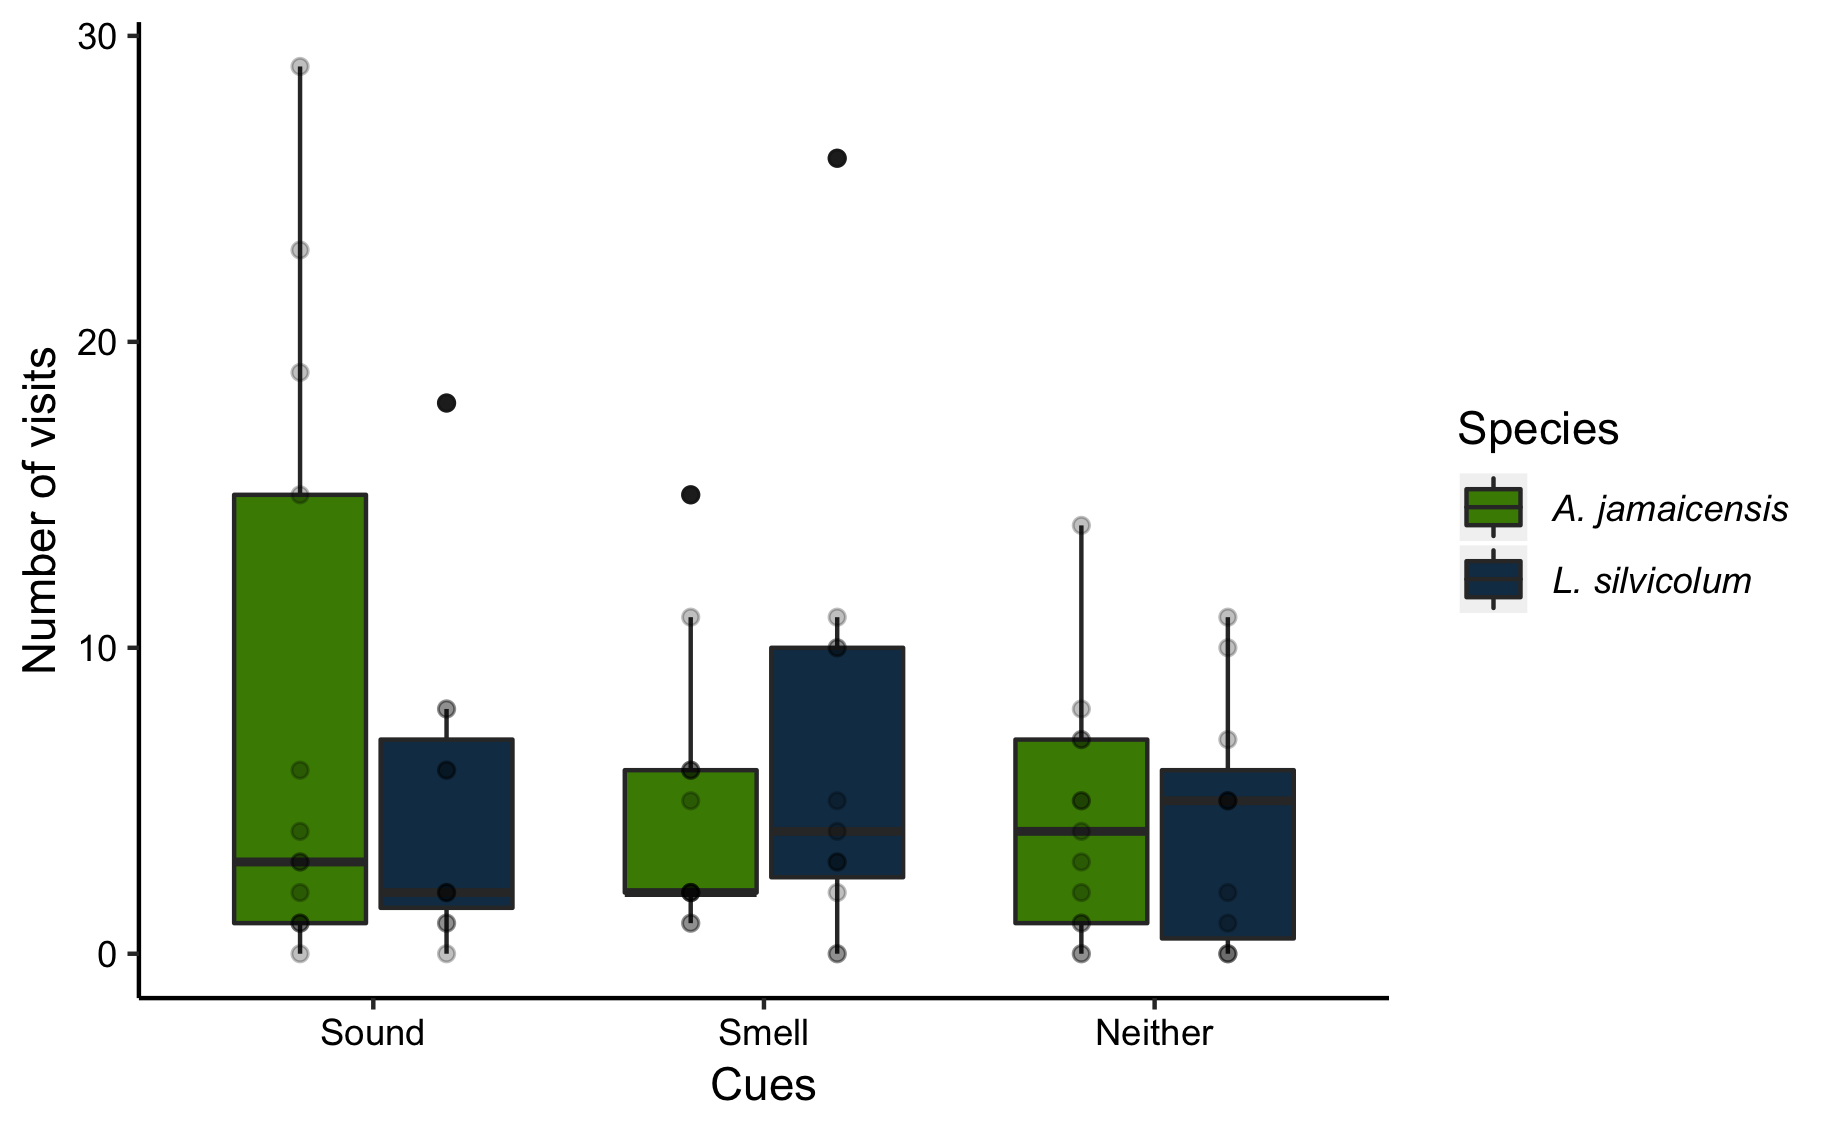 30
20
10
0
Number of visits
Sound
Smell
Neither
Cues
Species
A. jamaicensis
L. silvicolum